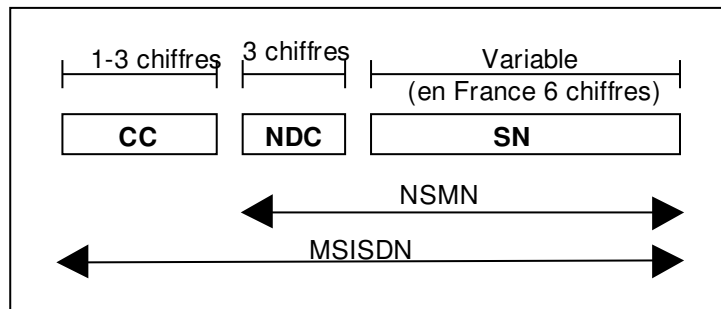 1-3 chiffres 3 chiffres Variable
(en France 6 chiffres)
CC NDC SN
NSMN
MSISDN